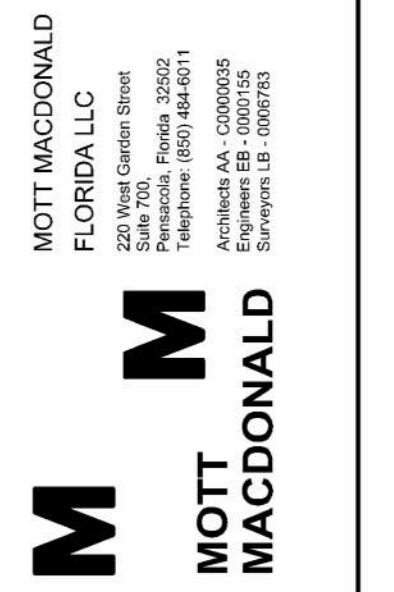 M
M
MOTT
MACDONALD
MOTT MACDONALD
FLORIDA LLC
220 West Garden Street
Suite 700,
Pensacola, Florida 32502
Telephone: (850) 484-6011
Architects AA - C0000035
Engineers EB - 0000155
Surveyors LB - 0006783